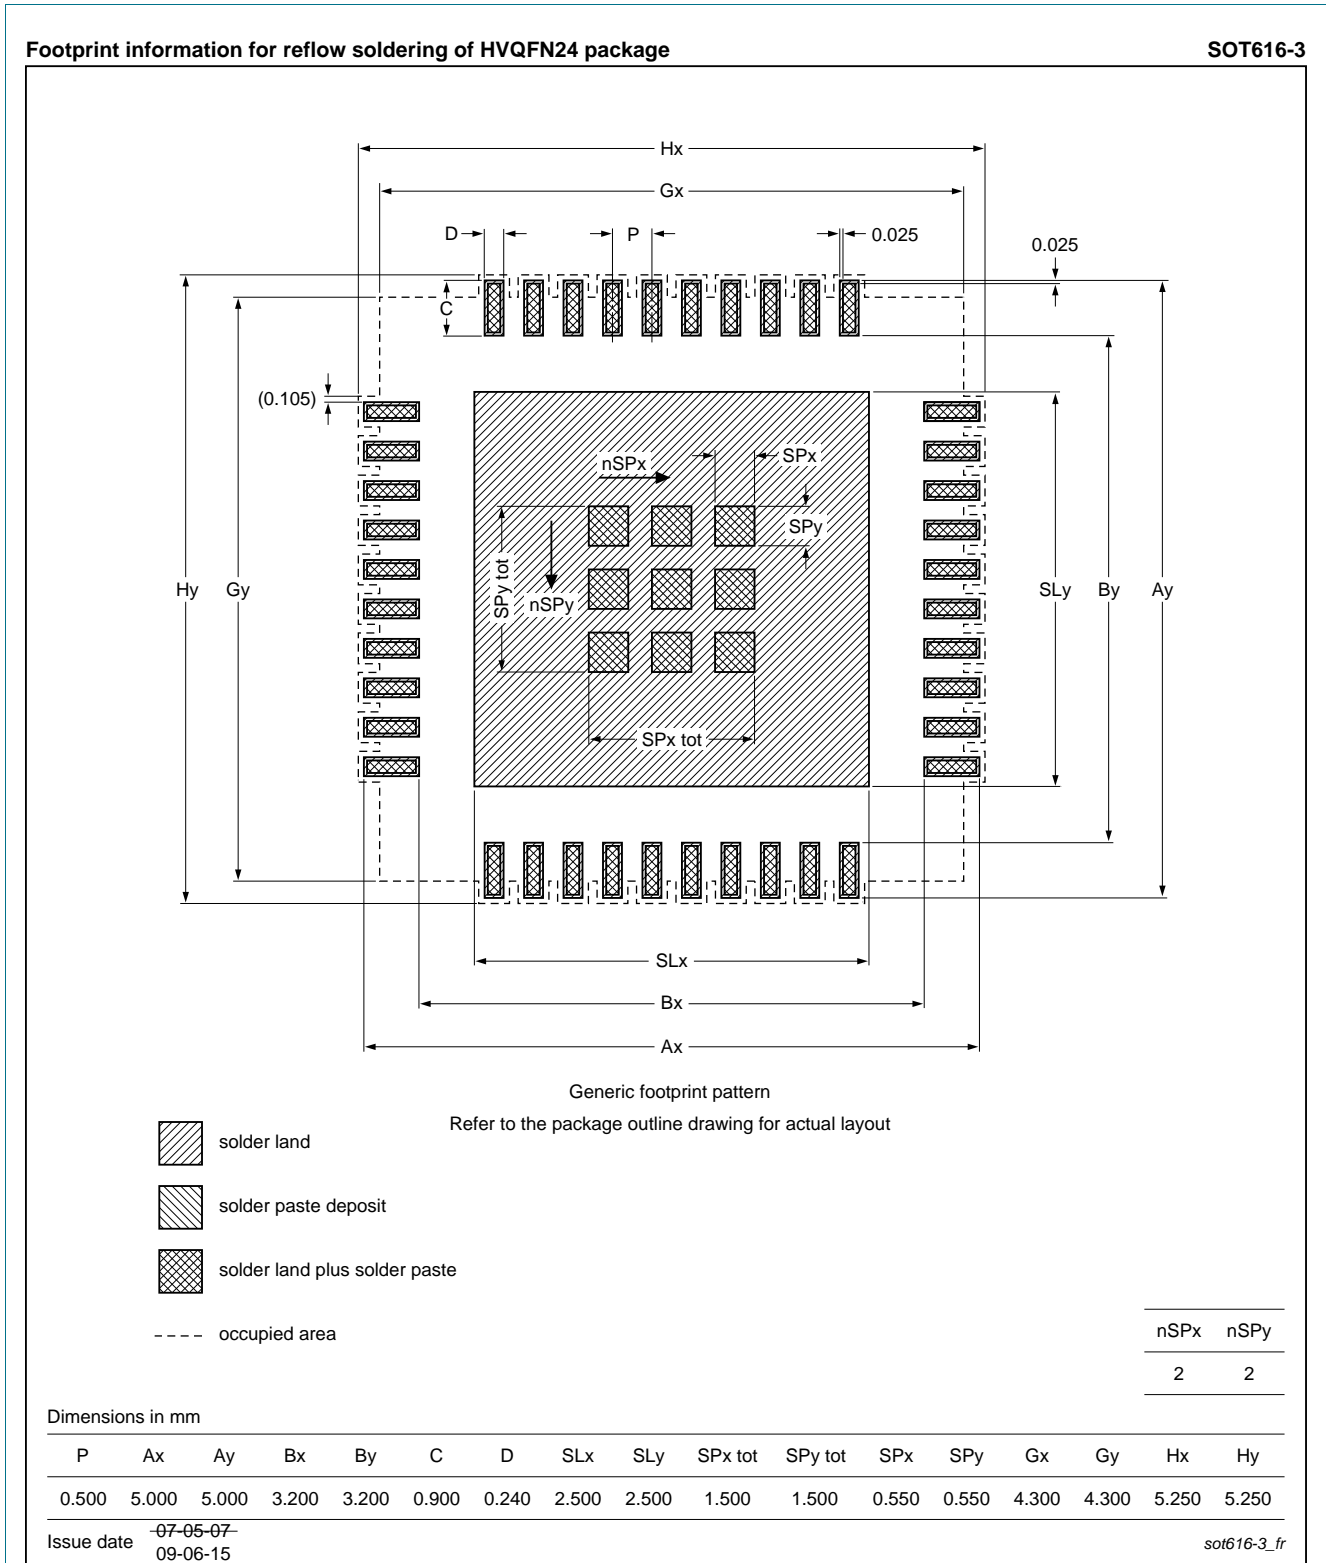 Footprint information for reflow soldering of HVQFN24 package SOT616-3
Hx
Gx
D P 0.025
0.025
C
(0.105)
nSPx SPx
SPy
SPy tot
nSPy
Hy Gy SLy By Ay
SPx tot
SLx
Bx
Ax
Generic footprint pattern
Refer to the package outline drawing for actual layout
solder land
solder paste deposit
solder land plus solder paste
occupied area
nSPx nSPy
2 2
Dimensions in mm
P Ax Ay Bx By C D SLx SLy SPx tot SPy tot SPx SPy Gx Gy Hx Hy
0.500 5.000 5.000 3.200 3.200 0.900 0.240 2.500 2.500 1.500 1.500 0.550 0.550 4.300 4.300 5.250 5.250
Issue date 07-05-07
09-06-15
sot616-3_fr